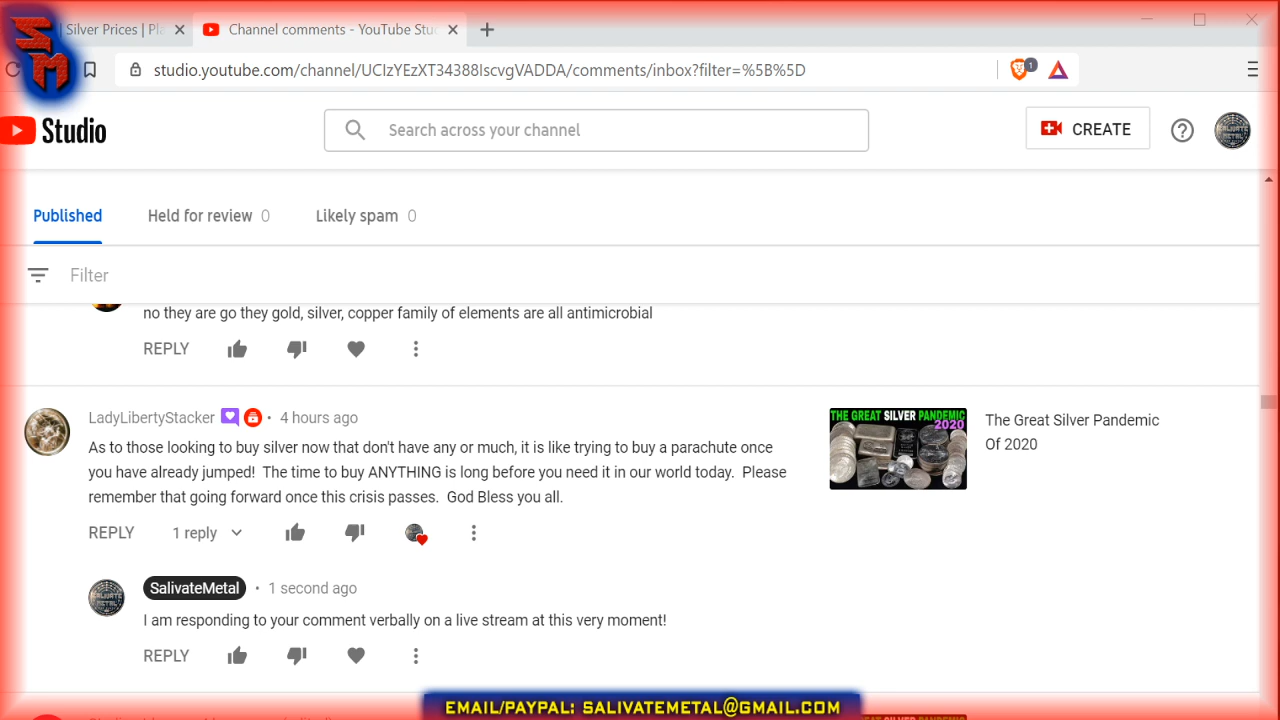 SM
| Silver Prices | Pla
Channel comments - YouTube Stu
studio.youtube.com/channel/UCIzYEzXT34388IscvgVADDA/comments/inbox?filter=%5B%5D
1
Studio
Search across your channel
CREATE
Published
Held for review 0
Likely spam 0
Filter
no they are go they gold, silver, copper family of elements are all antimicrobial
REPLY
LadyLibertyStacker • 4 hours ago
As to those looking to buy silver now that don't have any or much, it is like trying to buy a parachute once
you have already jumped! The time to buy ANYTHING is long before you need it in our world today. Please
remember that going forward once this crisis passes. God Bless you all.
THE GREAT SILVER PANDEMIC
2020
The Great Silver Pandemic
Of 2020
REPLY
1 reply
SalivateMetal • 1 second ago
I am responding to your comment verbally on a live stream at this very moment!
REPLY
EMAIL/PAYPAL: SALIVATEMETAL@GMAIL.COM